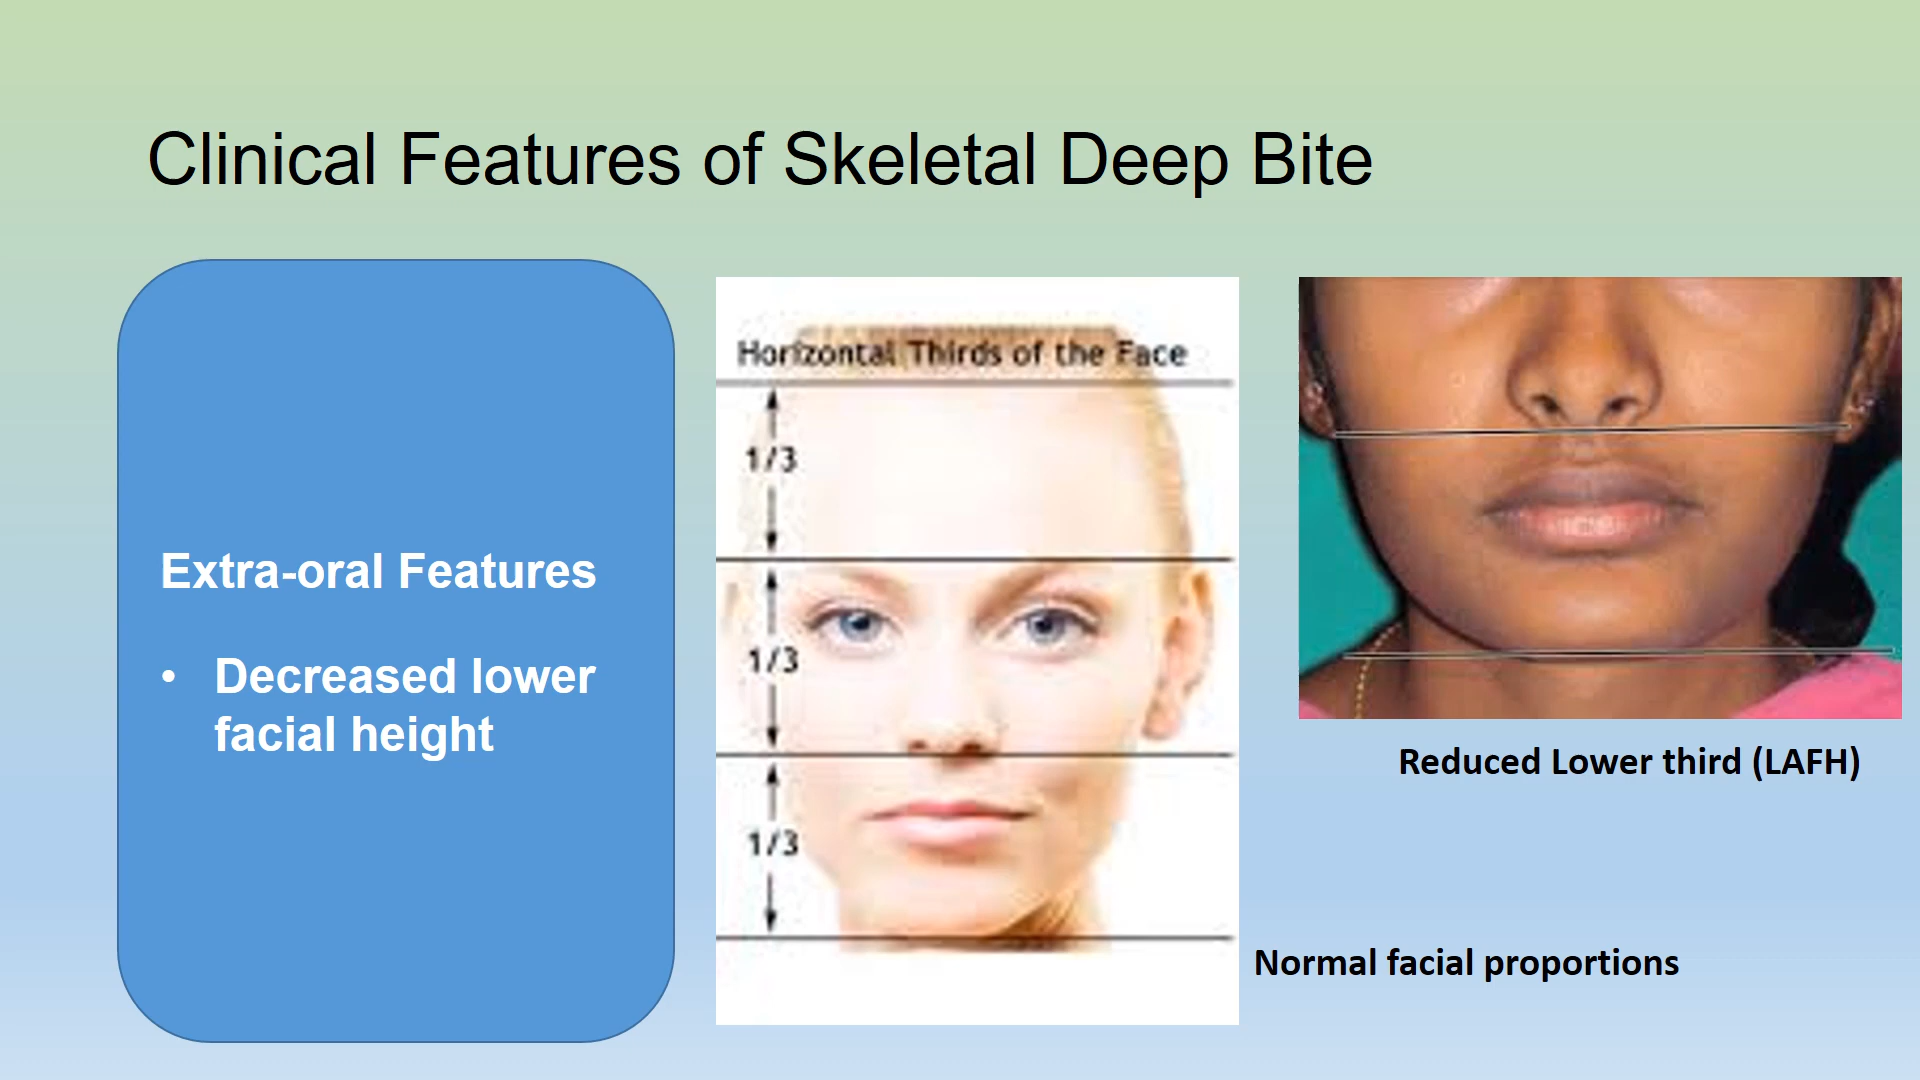 Clinical Features of Skeletal Deep Bite
Extra-oral Features
• Decreased lower
facial height
Horizontal Thirds of the Face
1/3
1/3
1/3
Reduced Lower third (LAFH)
Normal facial proportions